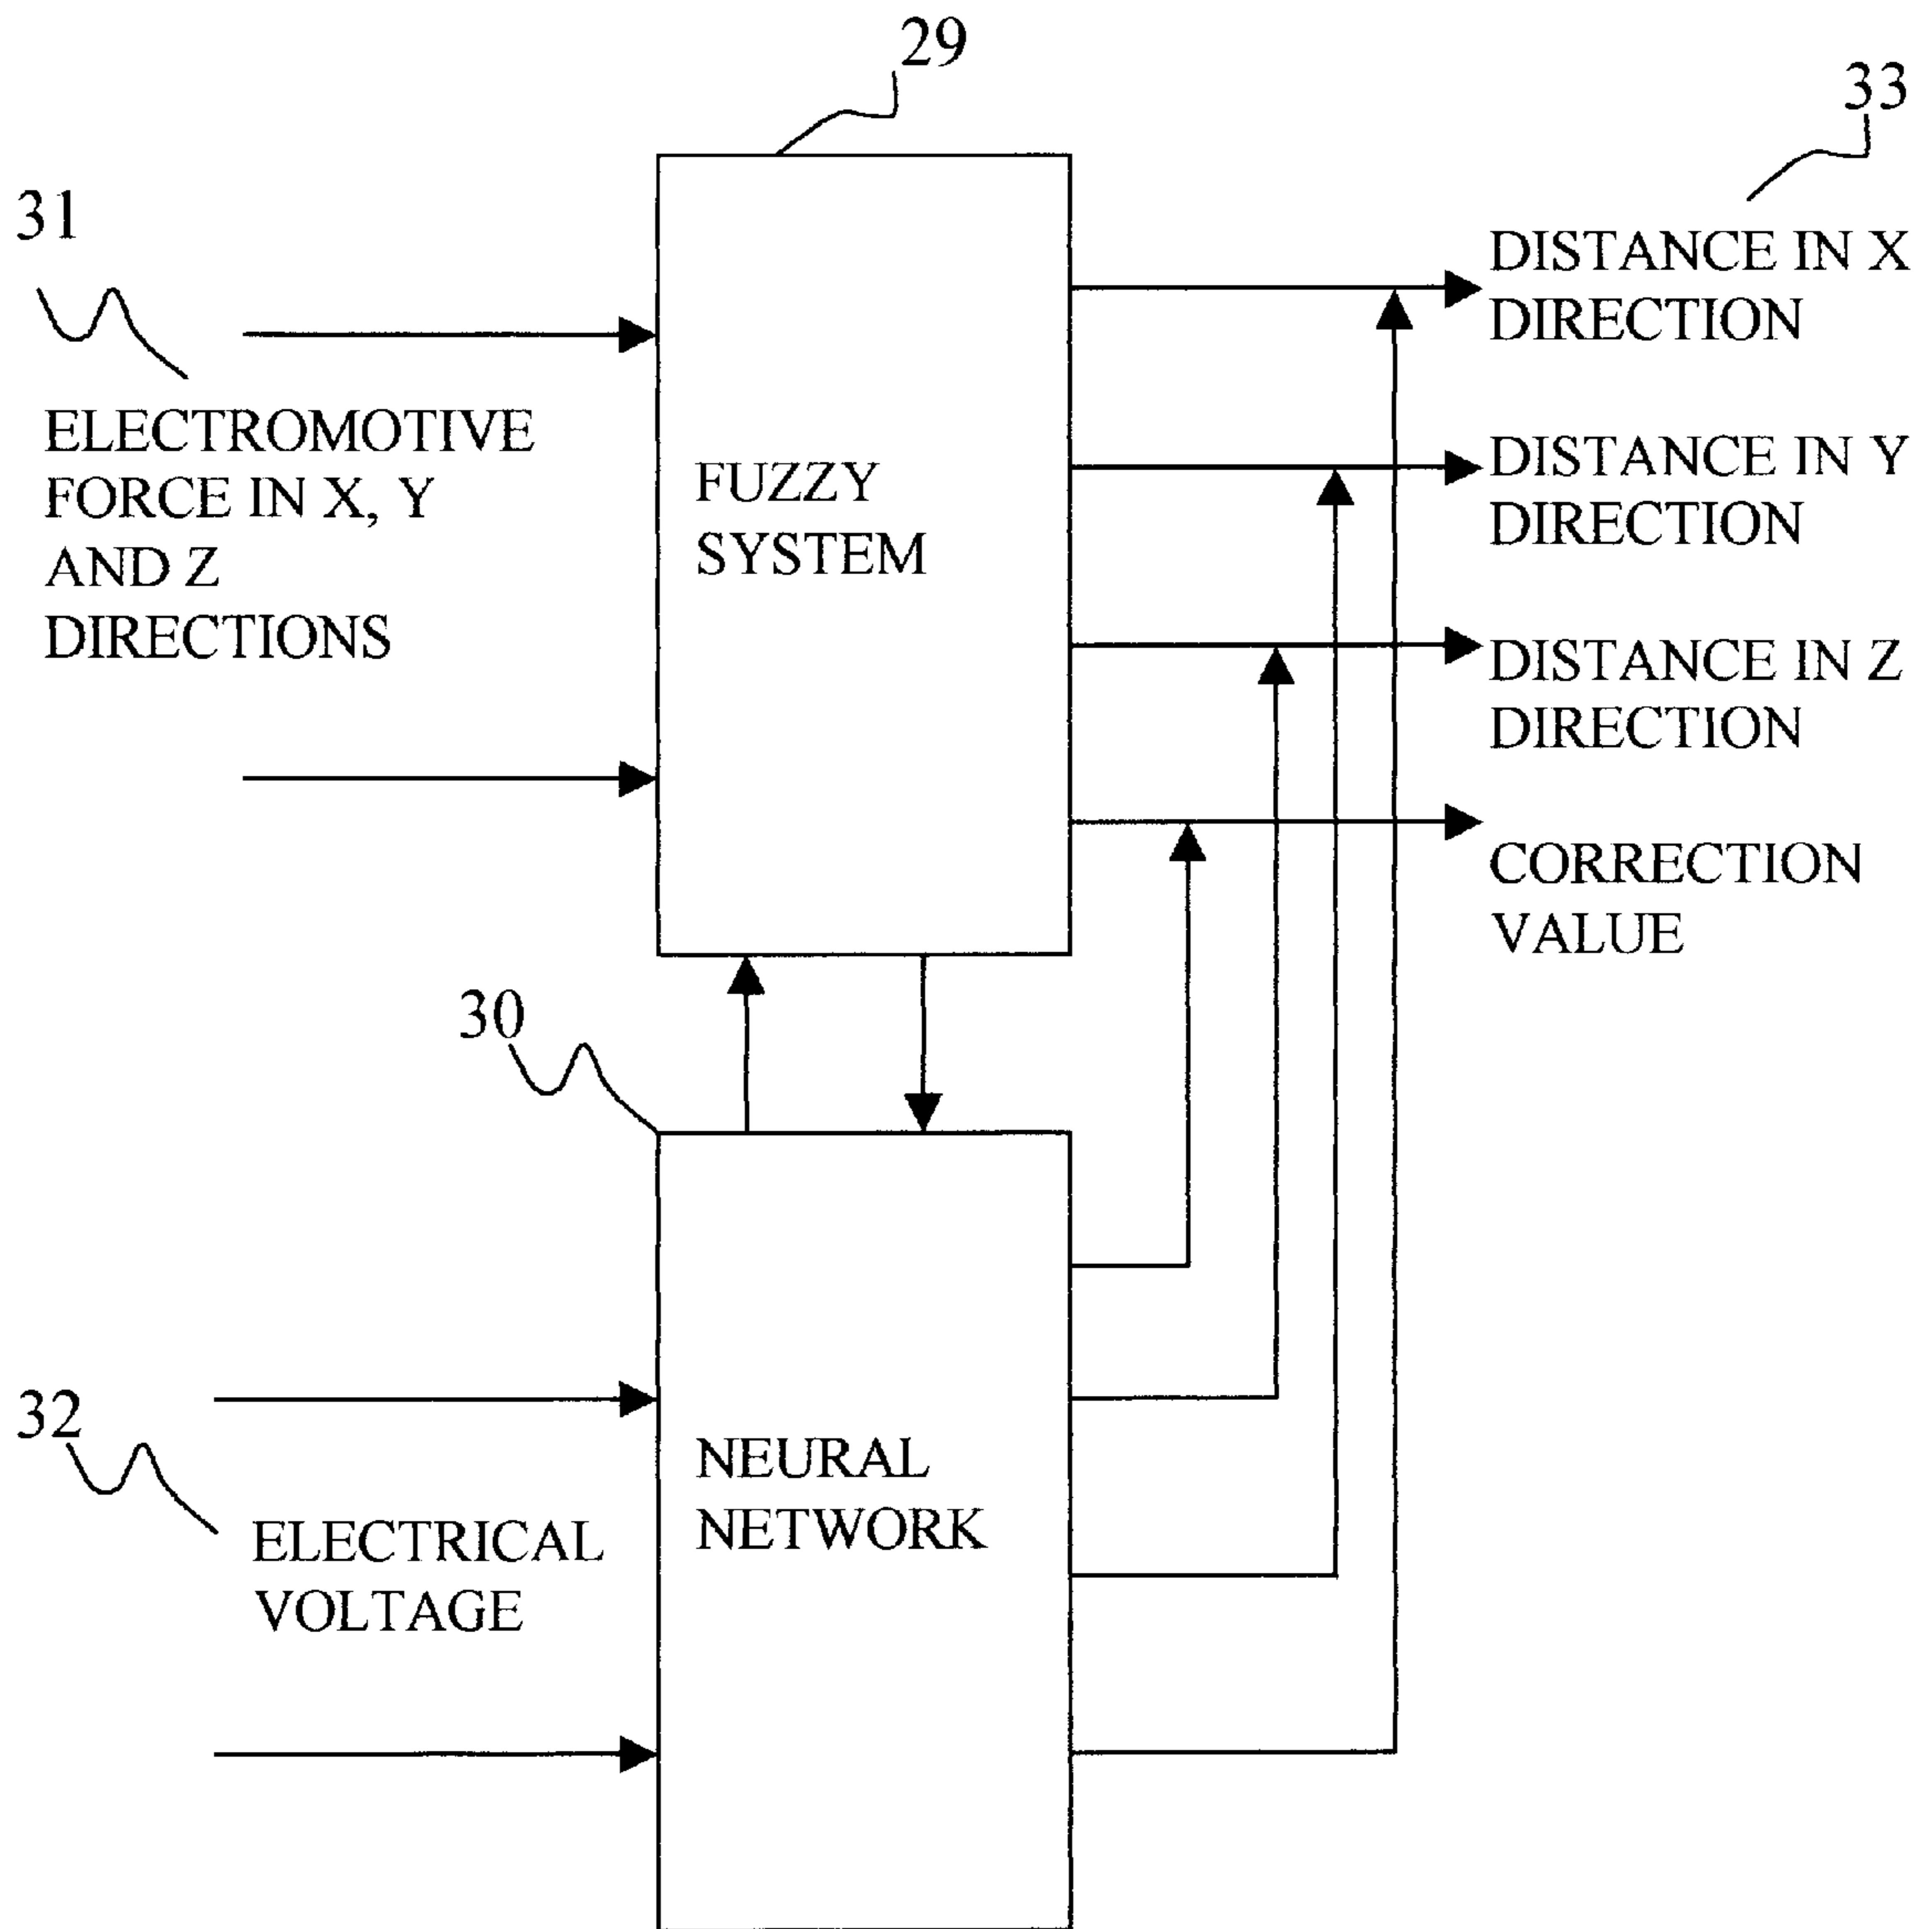 29
33
31
DISTANCE IN X
DIRECTION
ELECTROMOTIVE
FORCE IN X, Y
AND Z
DIRECTIONS
FUZZY
SYSTEM
DISTANCE IN Y
DIRECTION
DISTANCE IN Z
DIRECTION
CORRECTION
VALUE
30
32
NEURAL
NETWORK
ELECTRICAL
VOLTAGE